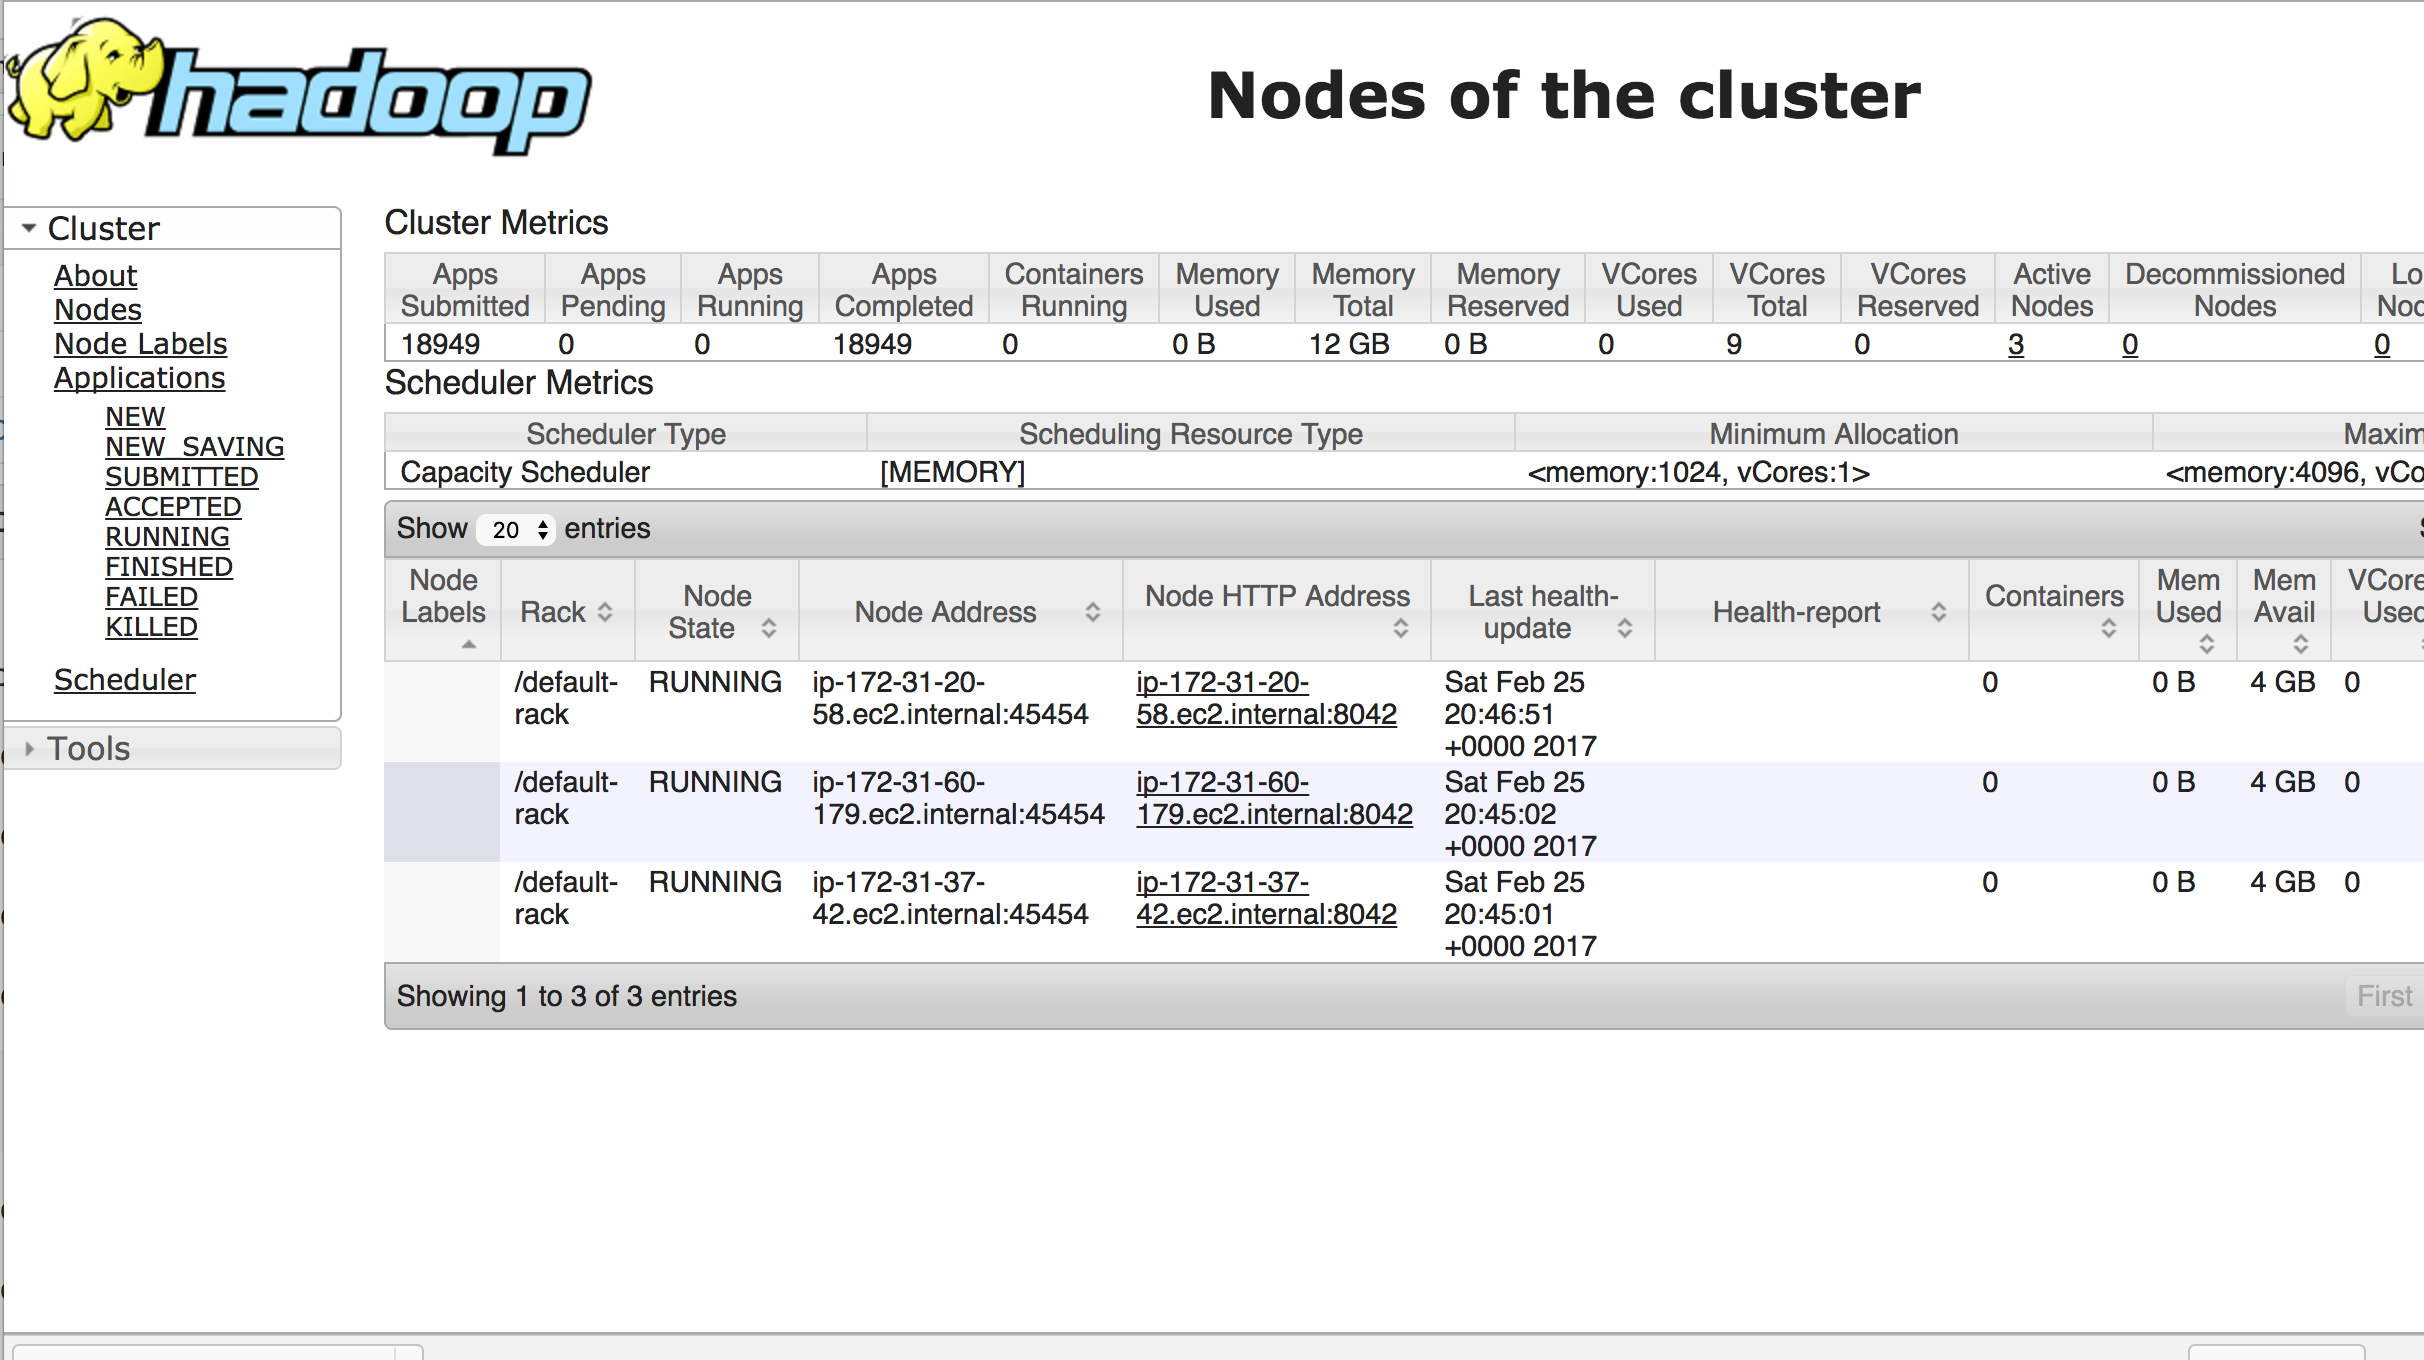 hadoop
Nodes of the cluster
Cluster
About
Nodes
Node Labels
Applications
NEW
NEW_SAVING
SUBMITTED
ACCEPTED
RUNNING
FINISHED
FAILED
KILLED
Scheduler
Tools
Cluster Metrics
Apps Submitted Apps Pending Apps Running Apps Completed Containers Running Memory Used Memory Total Memory Reserved VCores Used VCores Total VCores Reserved Active Nodes Decommissioned Nodes
18949 0 0 18949 0 0 B 12 GB 0 B 0 9 0 3 0 0
Scheduler Metrics
Scheduler Type Scheduling Resource Type Minimum Allocation
Capacity Scheduler [MEMORY] <memory:1024, vCores:1> <memory:4096,
Show 20 entries
Node Labels Rack Node State Node Address Node HTTP Address Last health-update Health-report Containers Mem Used Mem Avail
/default- RUNNING ip-172-31-20- ip-172-31-20- Sat Feb 25 0 0 B 4 GB 0
rack 58.ec2.internal:45454 58.ec2.internal:8042 20:46:51
+0000 2017
/default- RUNNING ip-172-31-60- ip-172-31-60- Sat Feb 25 0 0 B 4 GB 0
rack 179.ec2.internal:45454 179.ec2.internal:8042 20:45:02
+0000 2017
/default- RUNNING ip-172-31-37- ip-172-31-37- Sat Feb 25 0 0 B 4 GB 0
rack 42.ec2.internal:45454 42.ec2.internal:8042 20:45:01
+0000 2017
Showing 1 to 3 of 3 entries First